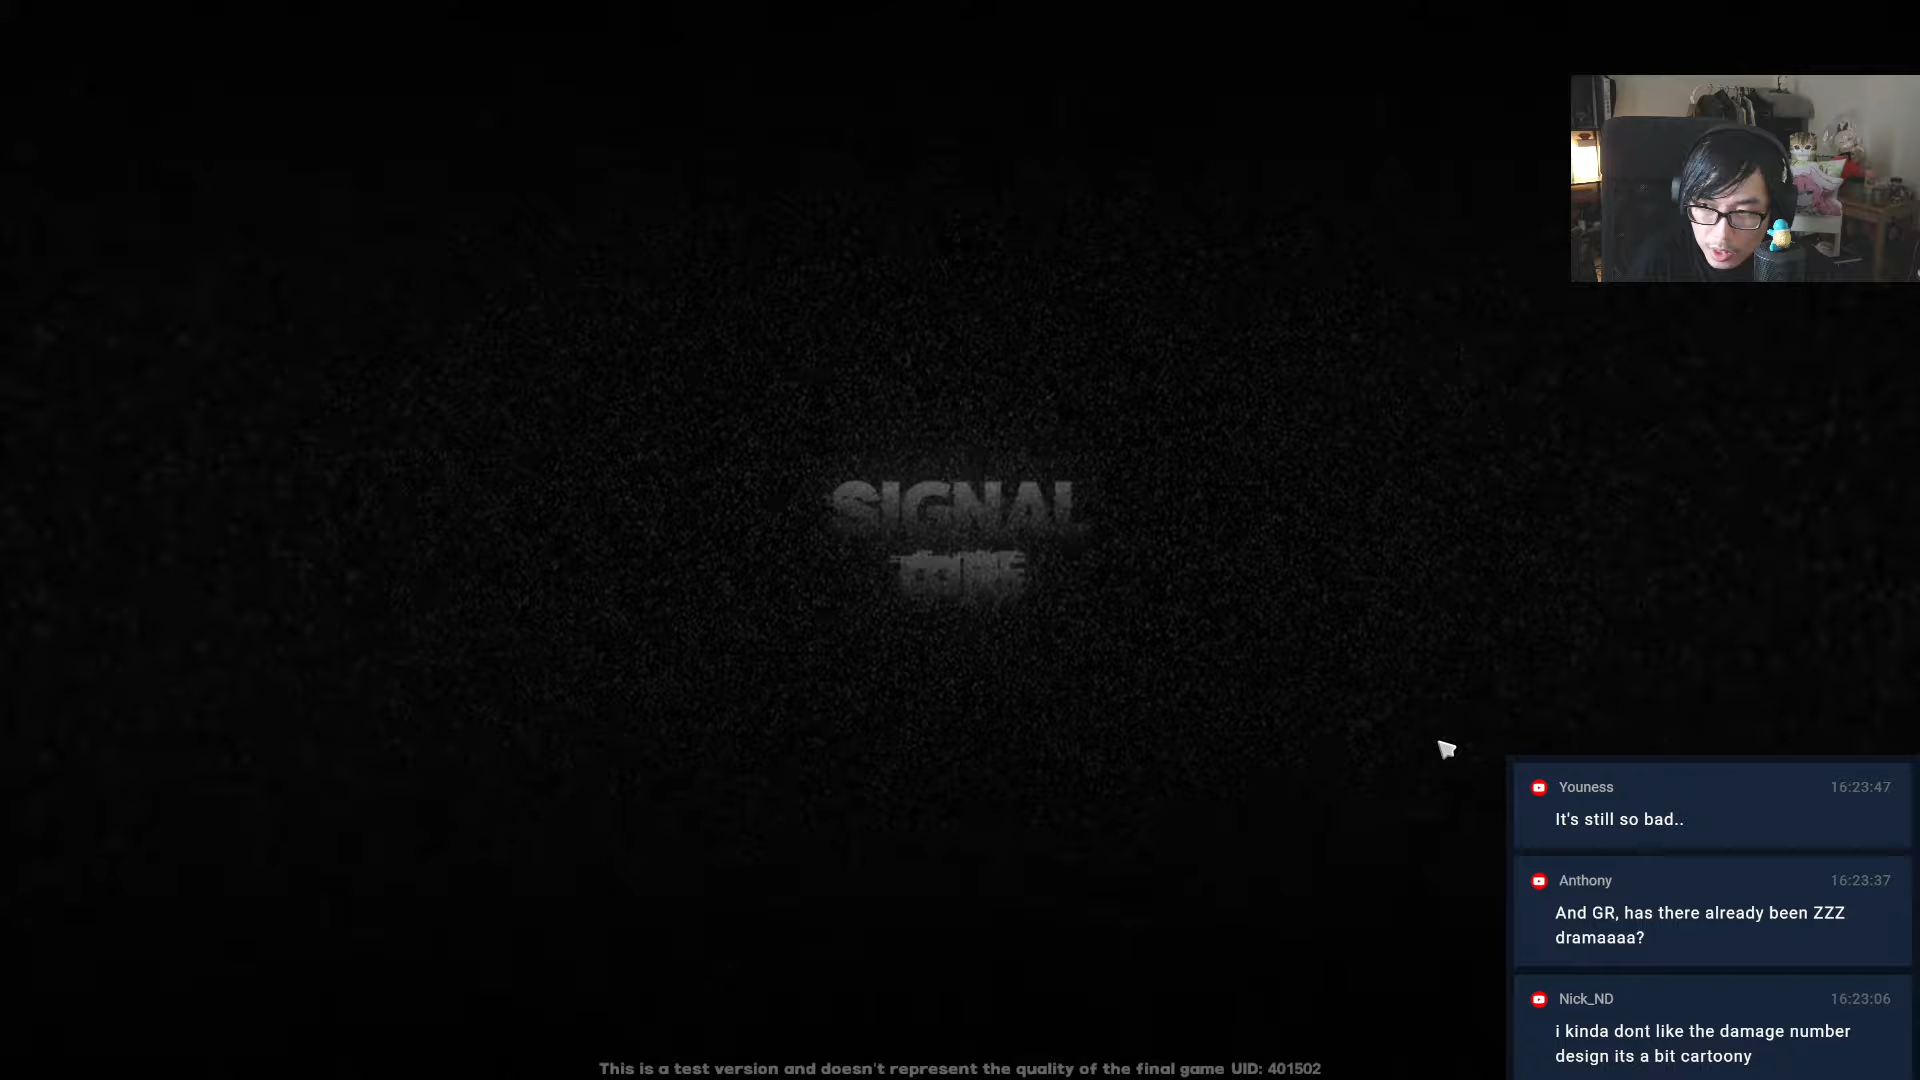 SIGNAL
Youness 16:23:47
It's still so bad..
Anthony 16:23:37
And GR, has there already been ZZZ
dramaaaa?
Nick_ND 16:23:06
i kinda dont like the damage number
design its a bit cartoony
This is a test version and doesn't represent the quality of the final game UID: 401502